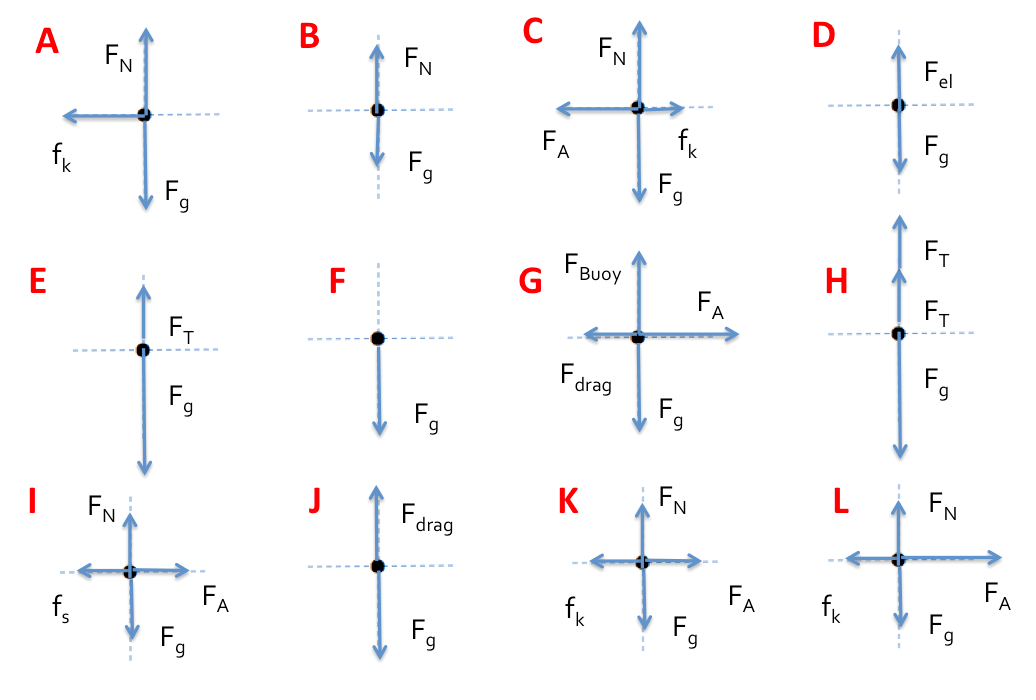 A
F_N
f_k
F_g
B
F_N
F_g
C
F_N
F_A
f_k
F_g
D
F_el
F_g
E
F_T
F_g
F
F_g
G
F_Buoy
F_A
F_drag
F_g
H
F_T
F_T
F_g
I
F_N
f_s
F_A
F_g
J
F_drag
F_g
K
F_N
f_k
F_A
F_g
L
F_N
f_k
F_A
F_g